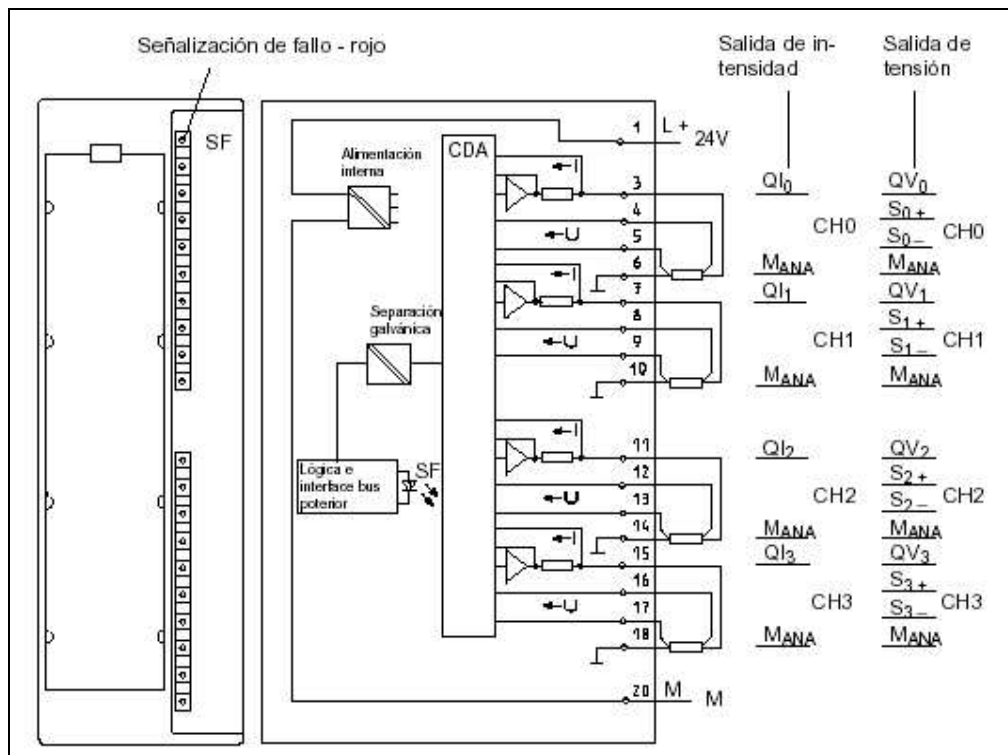 Señalización de fallo - rojo
Salida de in-
tensidad
Salida de
tensión
SF
1 L + 24V
Alimentación
interna
CDA
I
3 QI0 QV0
4 S0+
CH0 CH0
U 5 S0–
6 MANA MANA
I
7 QI1 QV1
Separación
galvánica
8 S1+
CH1 CH1
U 9 S1–
10 MANA MANA
I
11 QI2 QV2
Lógica e
interface bus
poterior
SF
12 S2+
CH2 CH2
U 13 S2–
14 MANA MANA
I
15 QI3 QV3
16 S3+
CH3 CH3
U 17 S3–
18 MANA MANA
20 M M